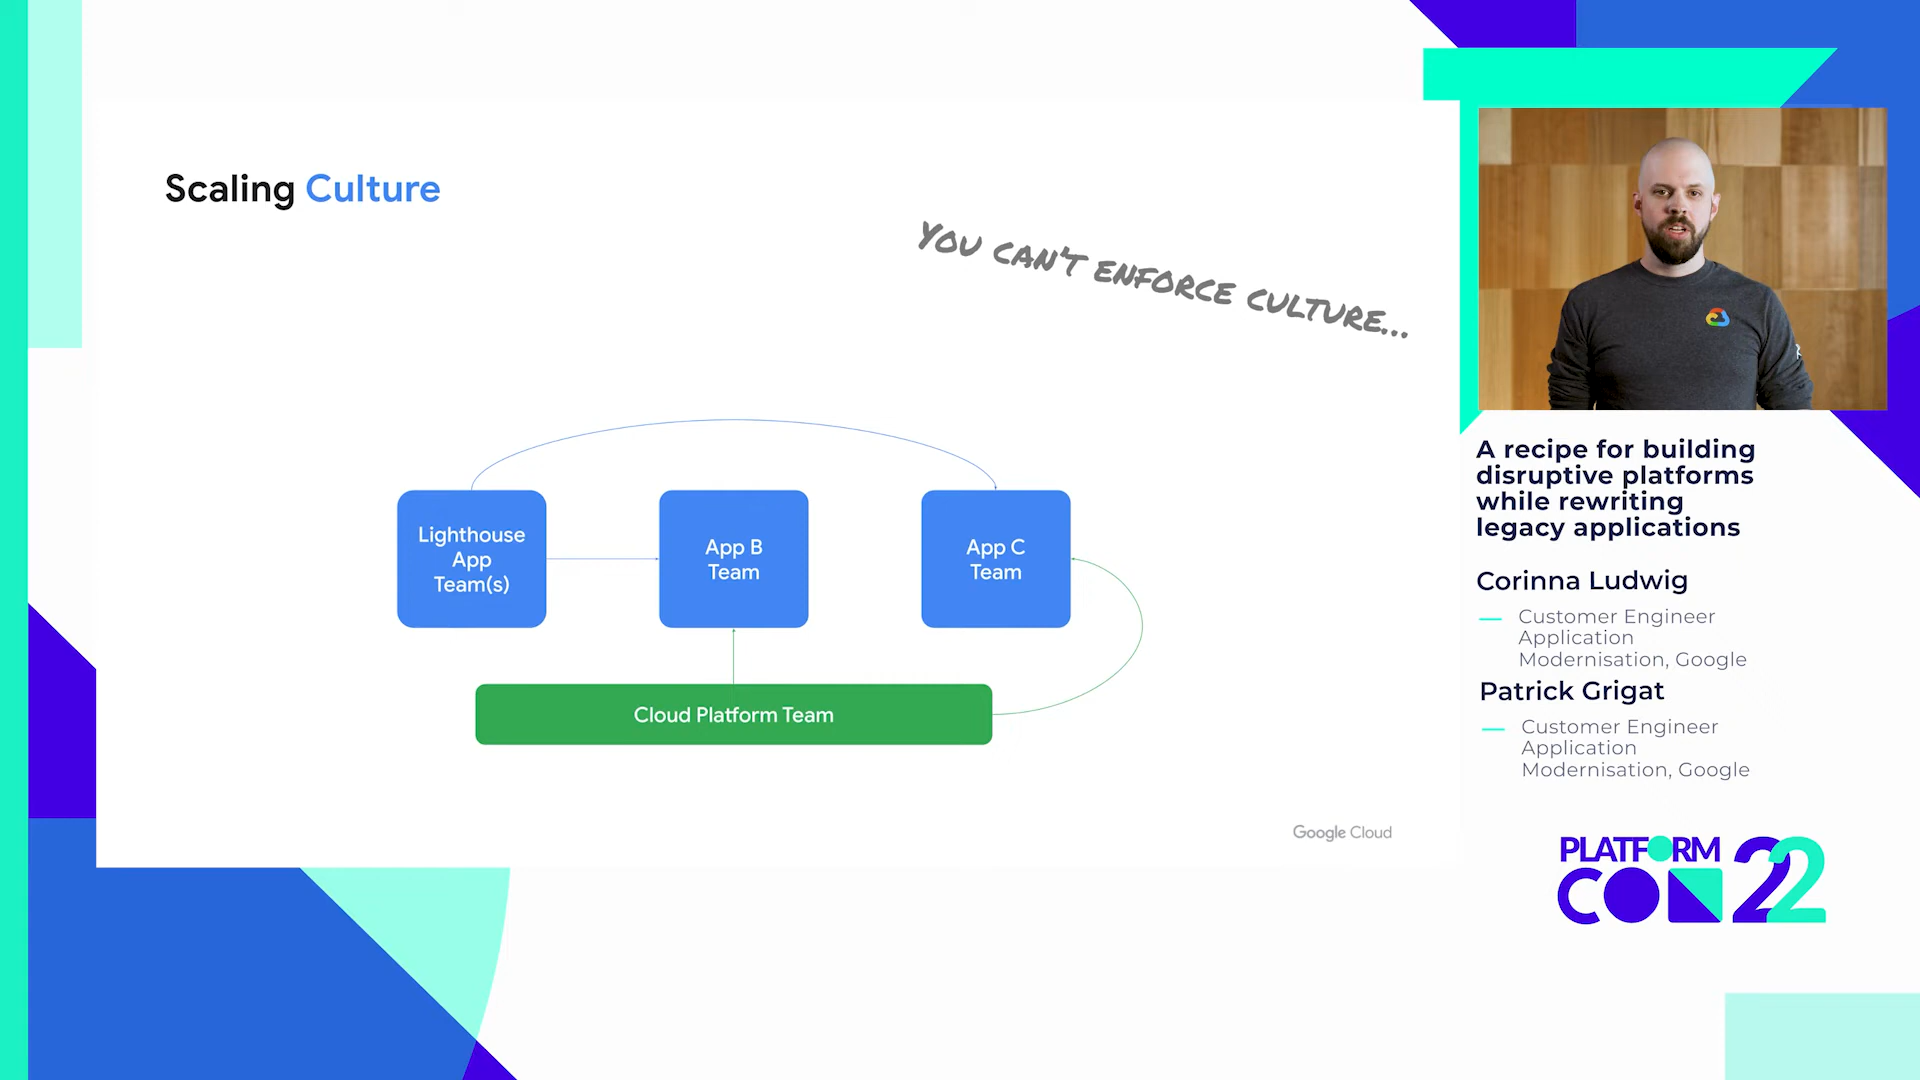 Scaling Culture
YOU CAN'T ENFORCE CULTURE...
Lighthouse
App
Team(s)
App B
Team
App C
Team
Cloud Platform Team
Google Cloud
A recipe for building
disruptive platforms
while rewriting
legacy applications
Corinna Ludwig
Customer Engineer
Application
Modernisation, Google
Patrick Grigat
Customer Engineer
Application
Modernisation, Google
PLATFORM
CON 22